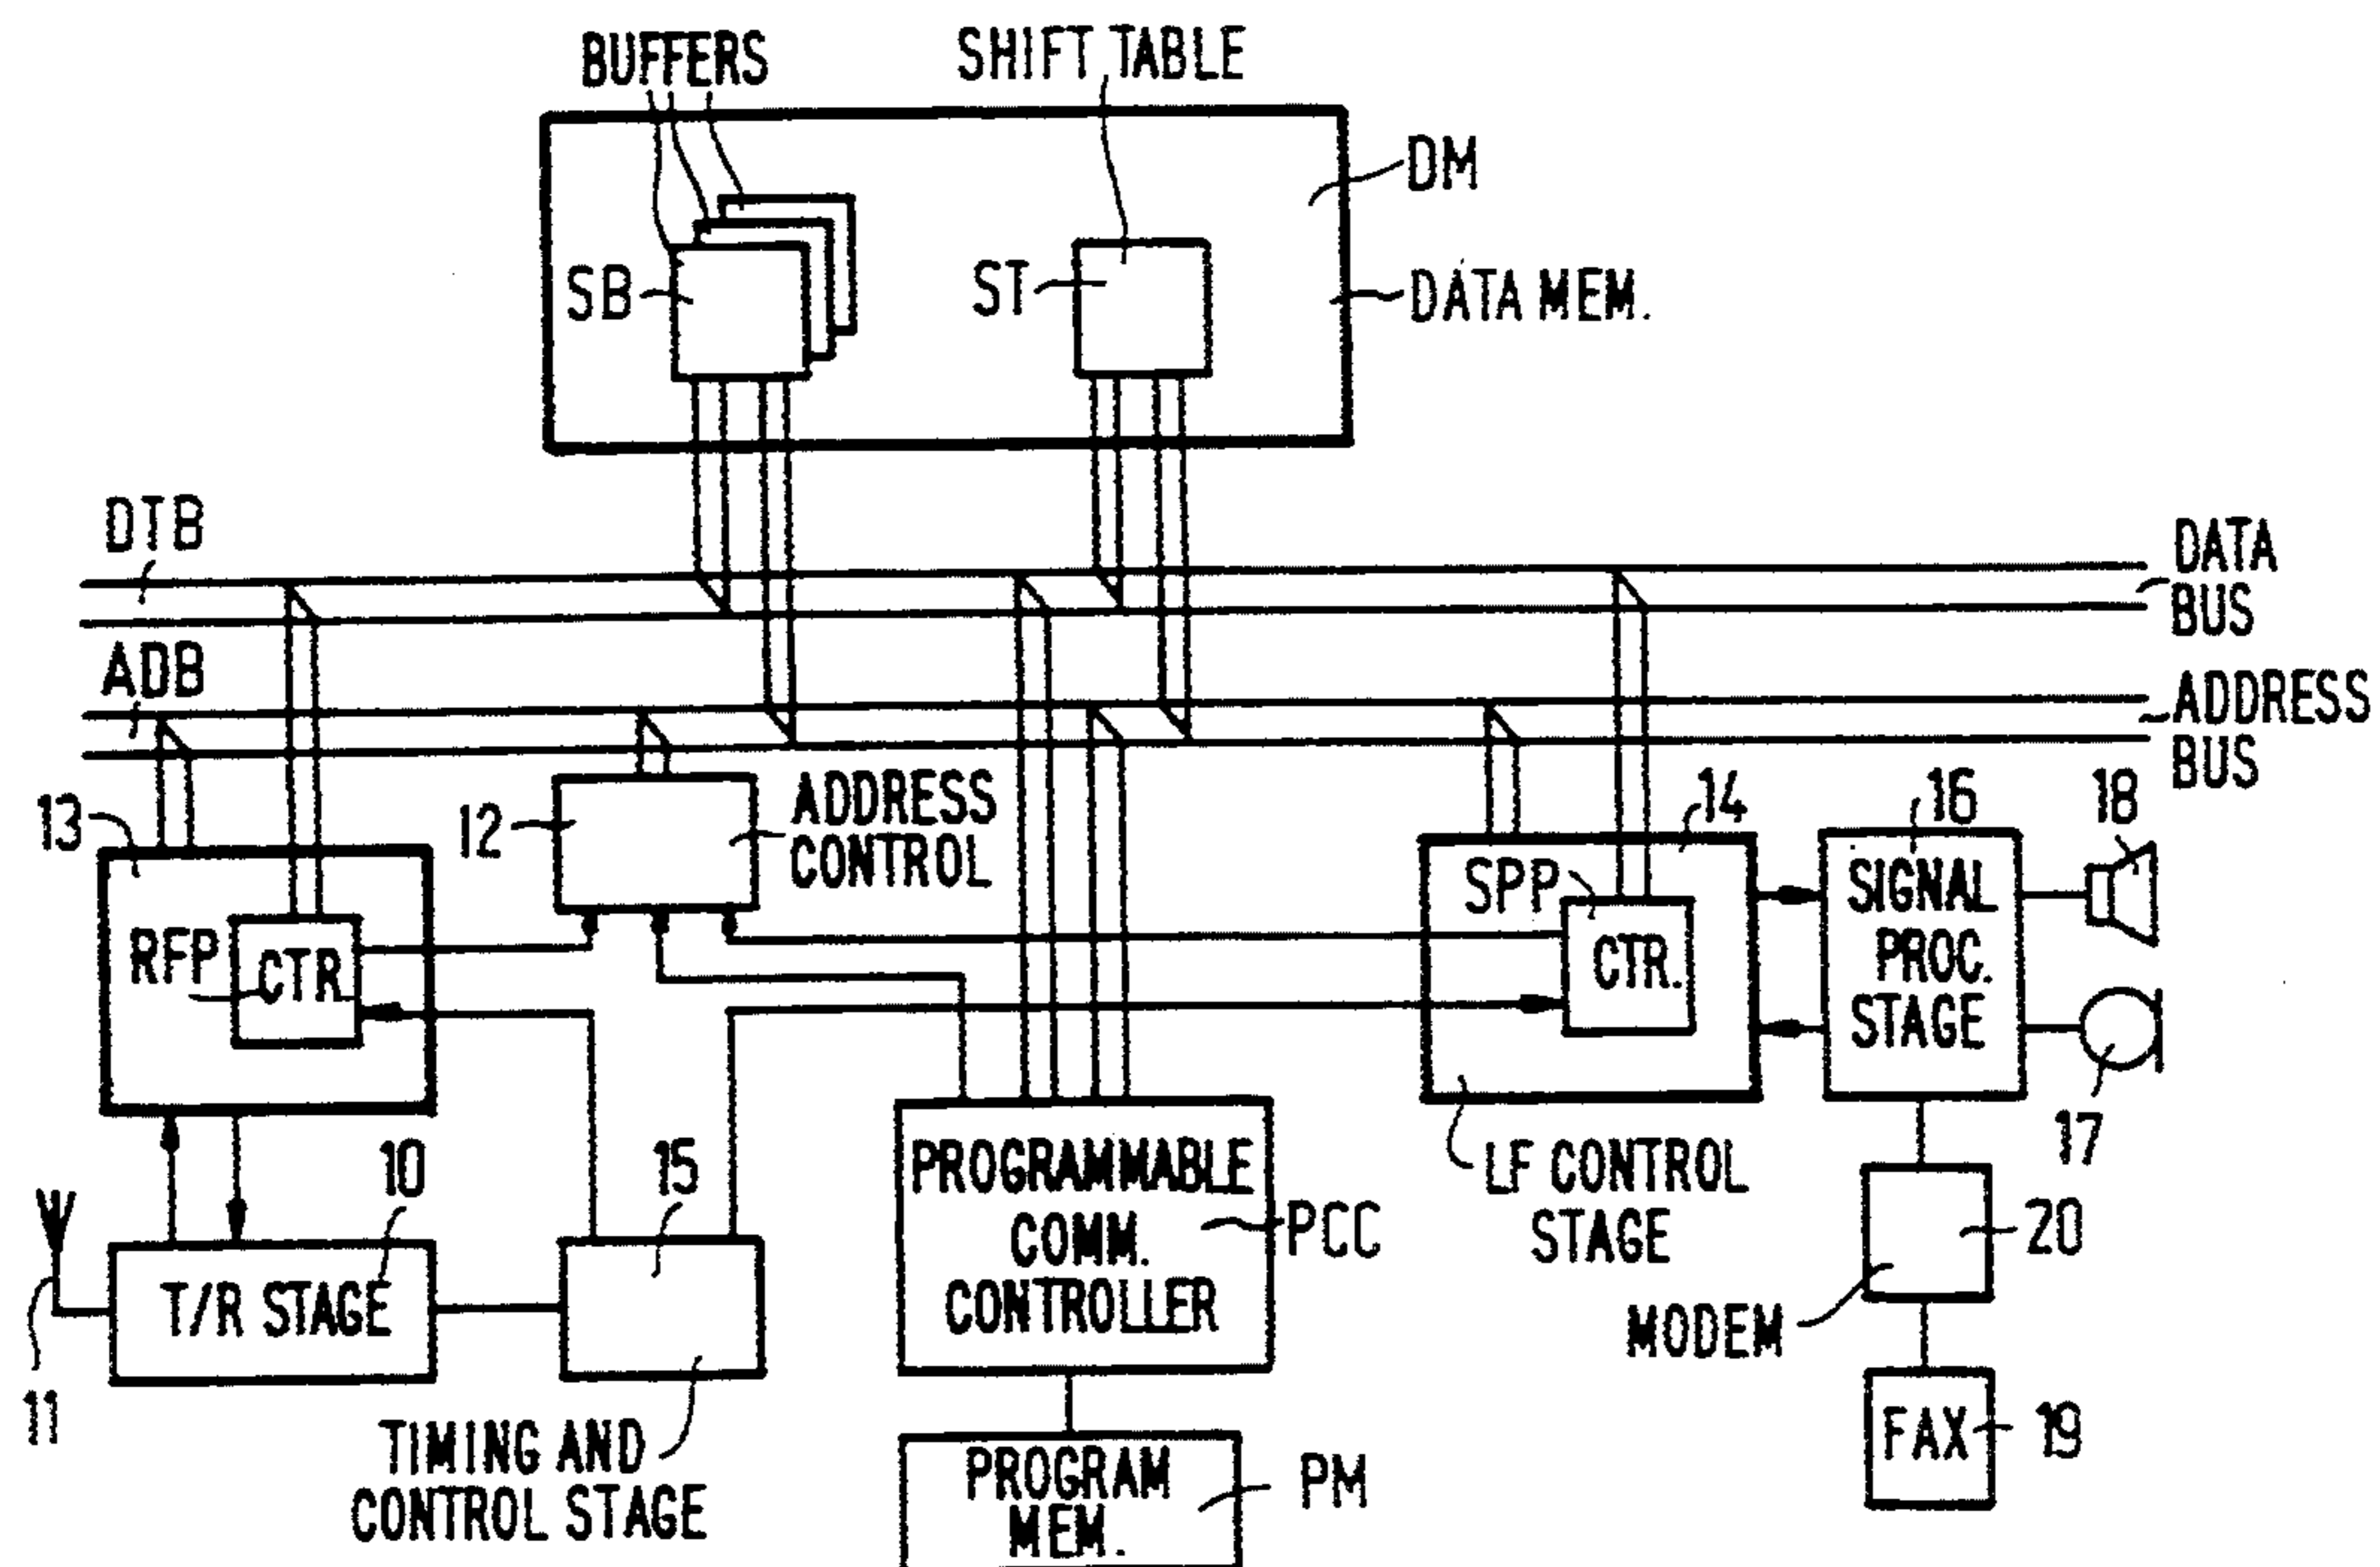 BUFFERS
SHIFT TABLE
DM
SB
ST
DATA MEM.
DTB
DATA
BUS
ADB
ADDRESS
BUS
13
12
ADDRESS
CONTROL
14
16
18
RFP
CTR
SPP
CTR.
SIGNAL
PROC.
STAGE
17
10
15
T/R STAGE
11
TIMING AND
CONTROL STAGE
PROGRAMMABLE
COMM.
CONTROLLER
PCC
LF CONTROL
STAGE
20
MODEM
FAX
19
PROGRAM
MEM.
PM